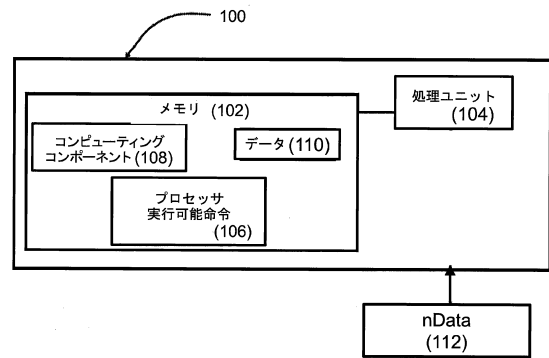 100
メモリ (102)
処理ユニット
(104)
コンピューティング
コンポーネント(108)
データ(110)
プロセッサ
実行可能命令
(106)
nData
(112)